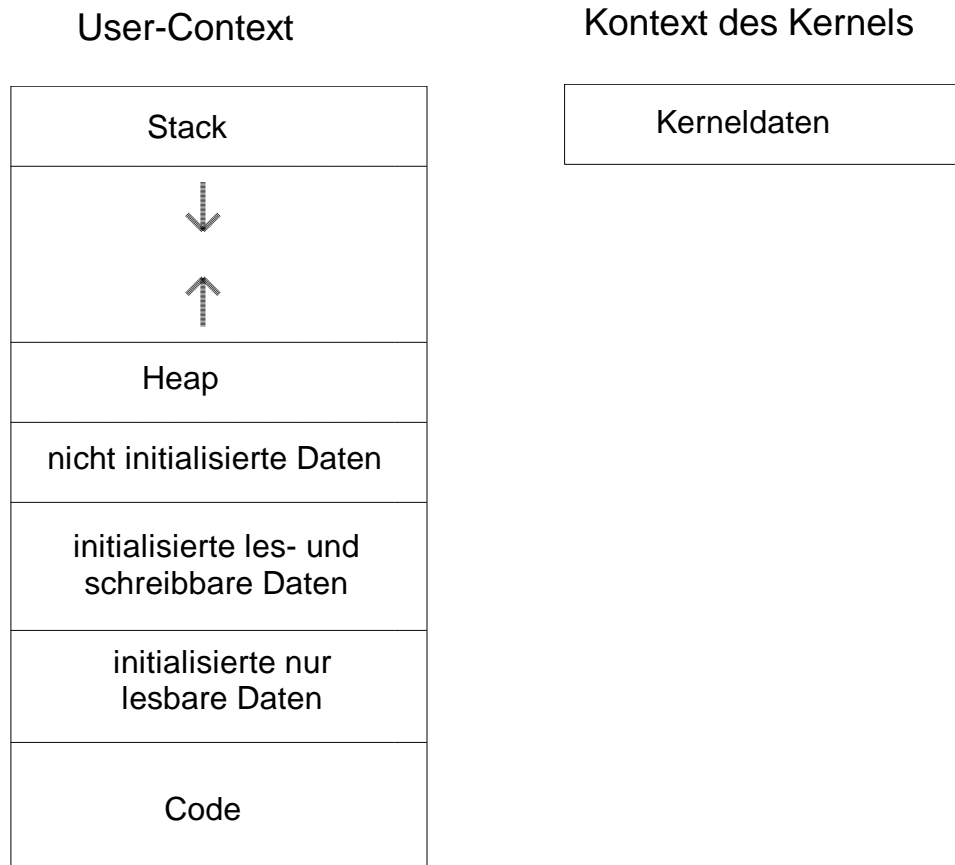 User-Context
Kontext des Kernels
Stack
Kerneldaten
Heap
nicht initialisierte Daten
initialisierte les- und
schreibbare Daten
initialisierte nur
lesbare Daten
Code